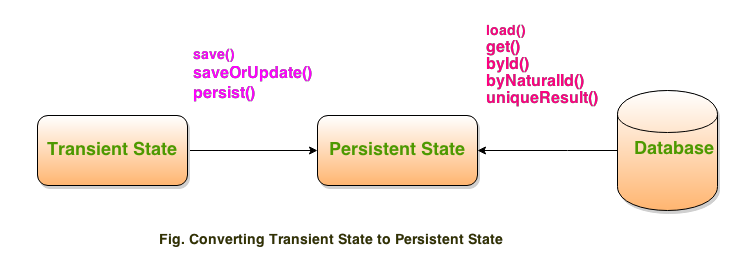 save()
saveOrUpdate()
persist()
load()
get()
byId()
byNaturalId()
uniqueResult()
Transient State
Persistent State
Database
Fig. Converting Transient State to Persistent State